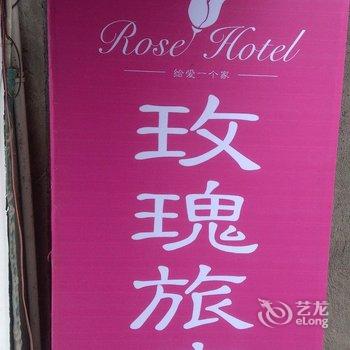 Rose Hotel
给爱一个家
玫
瑰
旅
艺龙
eLong